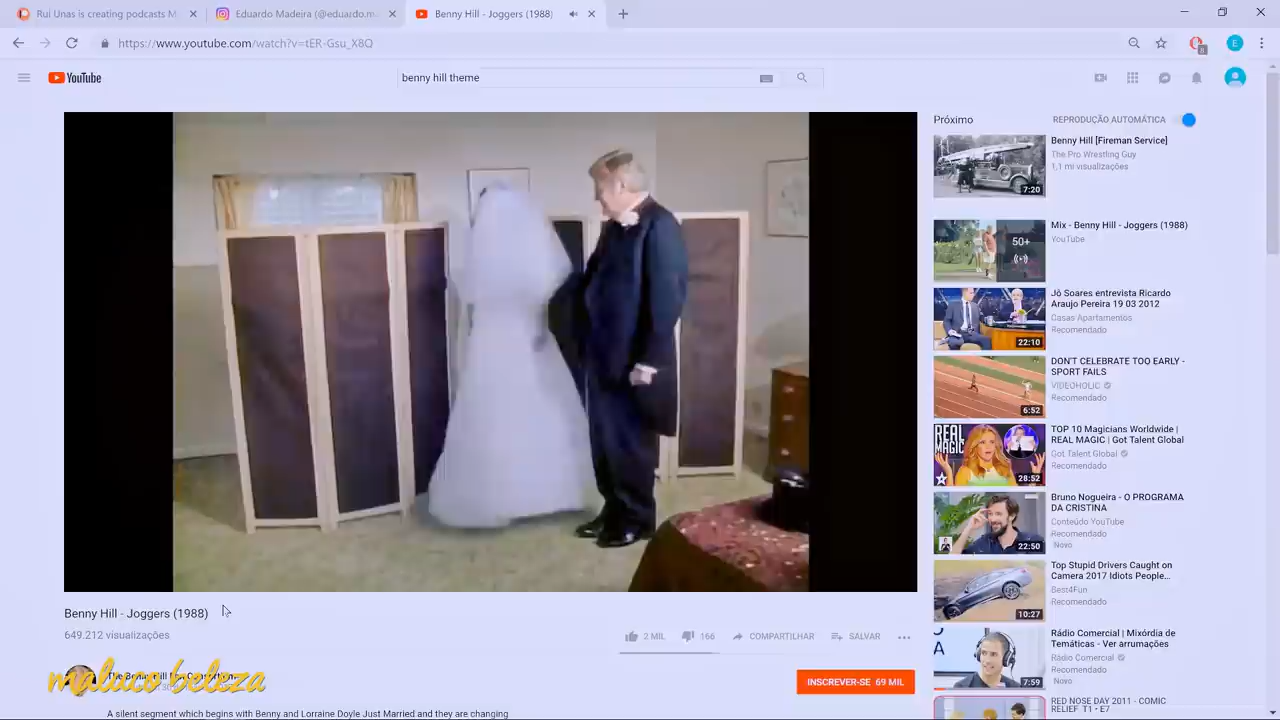 Rui Unas is creating podcasts M
Eduardo Madeira (@eduardo.m
Benny Hill - Joggers (1988)
https://www.youtube.com/watch?v=tER-Gsu_X8Q
YouTube
benny hill theme
Próximo
REPRODUÇÃO AUTOMÁTICA
Benny Hill [Fireman Service]
The Pro Wrestling Guy
1,1 mi visualizações
7:20
Mix - Benny Hill - Joggers (1988)
YouTube
50+
Jô Soares entrevista Ricardo
Araujo Pereira 19 03 2012
Casas Apartamentos
Recomendado
22:10
DON'T CELEBRATE TOO EARLY -
SPORT FAILS
VIDEOHOLIC
Recomendado
6:52
TOP 10 Magicians Worldwide |
REAL MAGIC | Got Talent Global
Got Talent Global
Recomendado
REAL
MAGIC
28:52
Bruno Nogueira - O PROGRAMA
DA CRISTINA
Conteúdo YouTube
Recomendado
Novo
22:50
Top Stupid Drivers Caught on
Camera 2017 Idiots People...
Best4Fun
Recomendado
10:27
Rádio Comercial | Mixórdia de
Temáticas - Ver arrumações
Rádio Comercial
Recomendado
Novo
7:59
RED NOSE DAY 2011 - COMIC
RELIEF T1 • E7
Benny Hill - Joggers (1988)
649.212 visualizações
2 MIL
166
COMPARTILHAR
SALVAR
INSCREVER-SE 69 MIL
malucobeleza
A silent segment which begins with Benny and Lorraine Doyle Just Married and they are changing